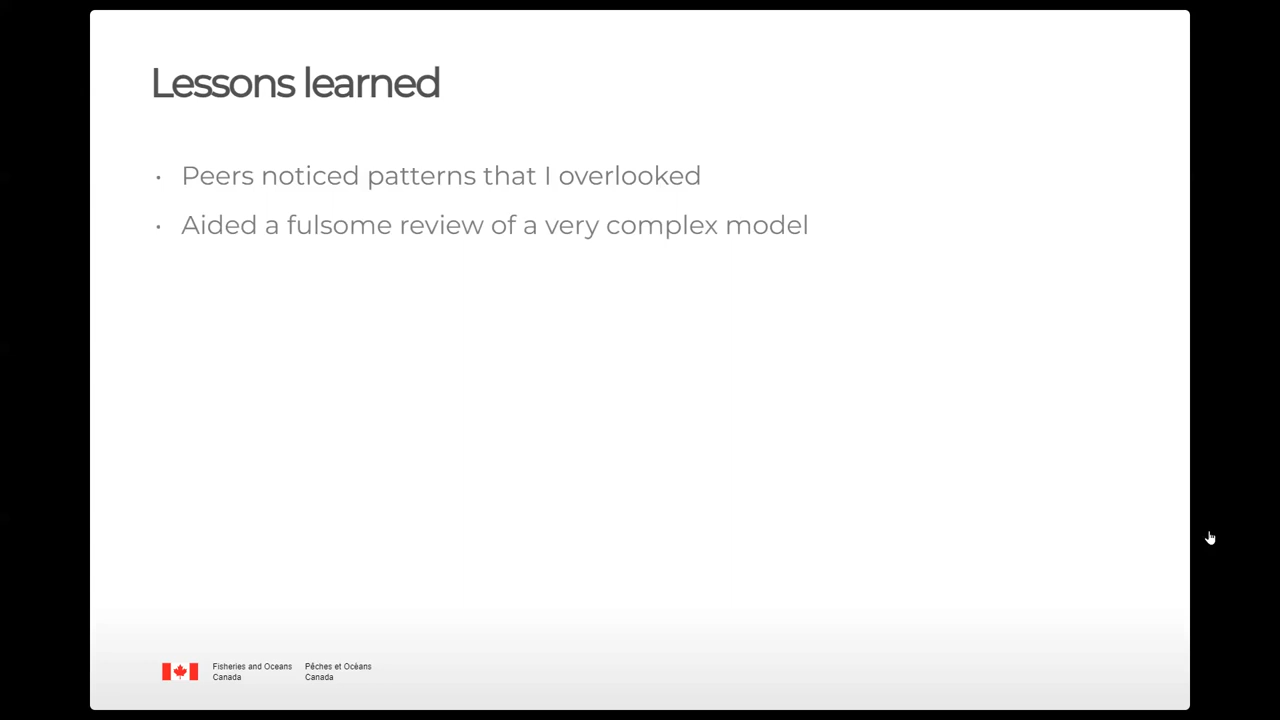 Lessons learned
· Peers noticed patterns that I overlooked
· Aided a fulsome review of a very complex model
Fisheries and Oceans Pêches et Océans
Canada Canada